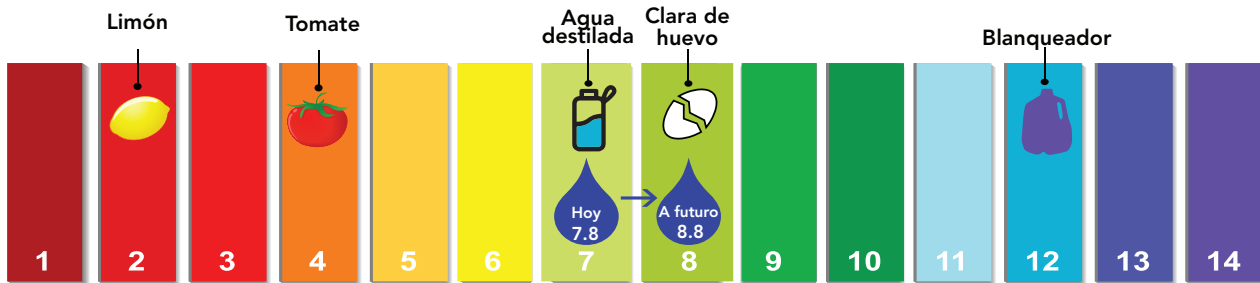 Limón
Tomate
Agua
destilada
Clara de
huevo
Blanqueador
Hoy
7.8
A futuro
8.8
1 2 3 4 5 6 7 8 9 10 11 12 13 14